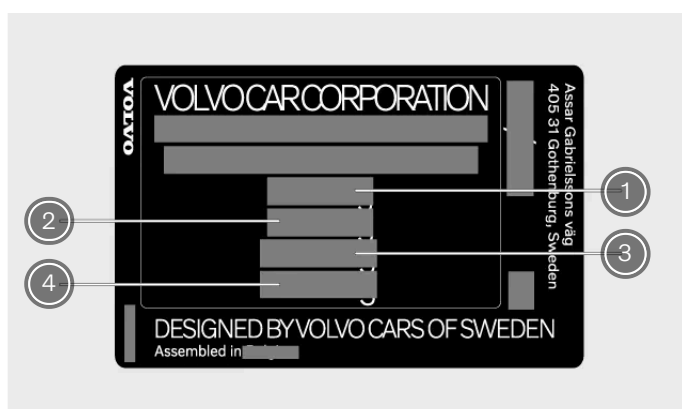 VOLVO
VOLVO CAR CORPORATION
Assar Gabrielssons väg
405 31 Gothenburg, Sweden
1
2
3
4
DESIGNED BY VOLVO CARS OF SWEDEN
Assembled in